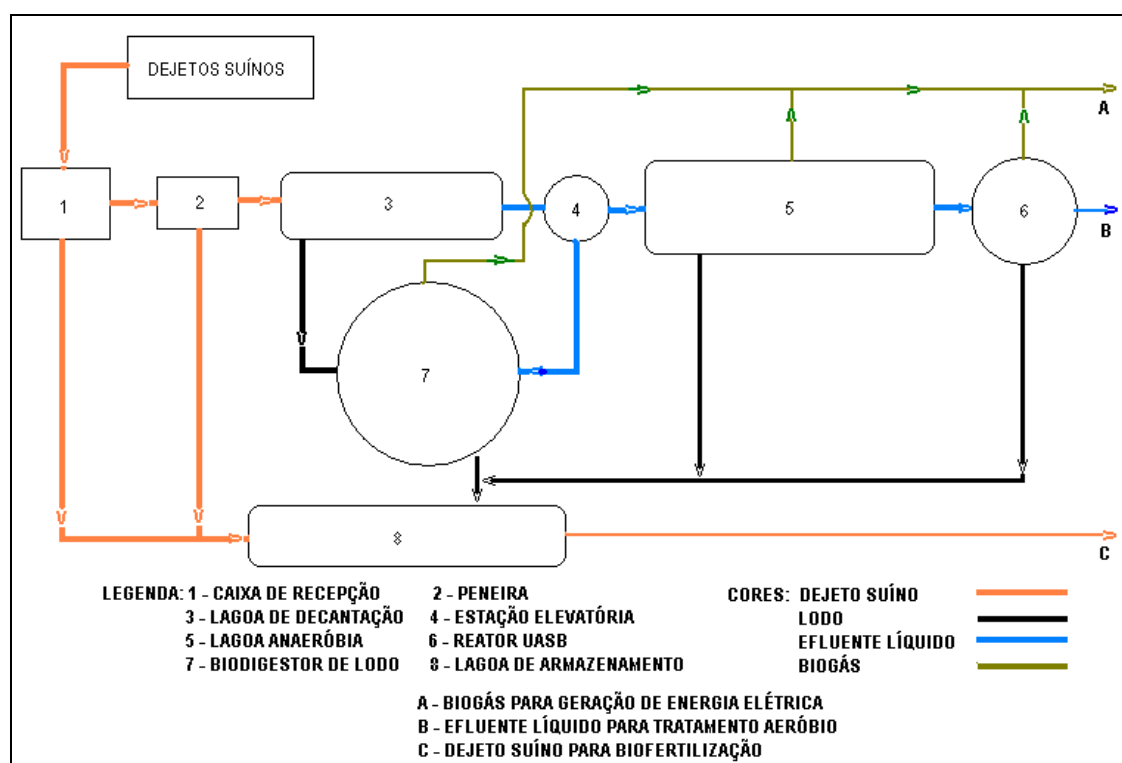 DEJETOS SUÍNOS
A
1
2
3
4
5
6
B
7
8
C
LEGENDA: 1 - CAIXA DE RECEPÇÃO 2 - PENEIRA
3 - LAGOA DE DECANTAÇÃO 4 - ESTAÇÃO ELEVATÓRIA
5 - LAGOA ANAERÓBIA 6 - REATOR UASB
7 - BIODIGESTOR DE LODO 8 - LAGOA DE ARMAZENAMENTO
CORES: DEJETO SUÍNO
LODO
EFLUENTE LÍQUIDO
BIOGÁS
A - BIOGÁS PARA GERAÇÃO DE ENERGIA ELÉTRICA
B - EFLUENTE LÍQUIDO PARA TRATAMENTO AERÓBIO
C - DEJETO SUÍNO PARA BIOFERTILIZAÇÃO